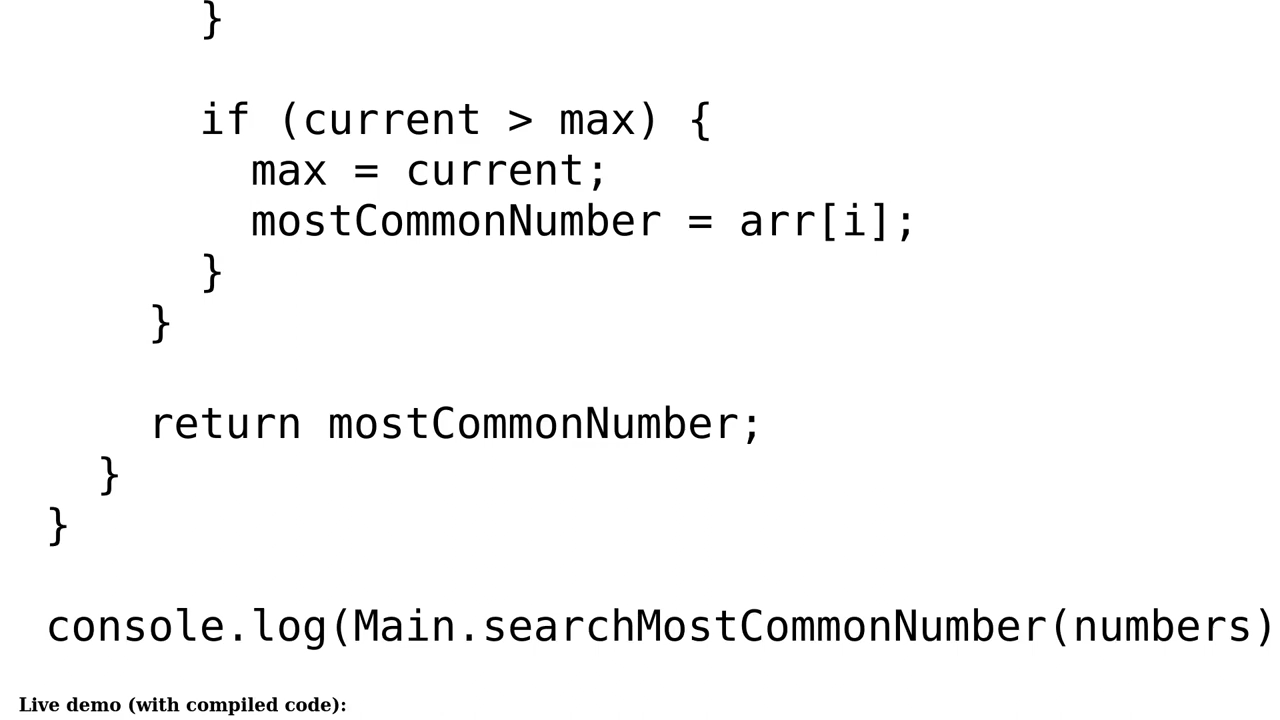 }
if (current > max) {
max = current;
mostCommonNumber = arr[i];
}
}
return mostCommonNumber;
}
}
console.log(Main.searchMostCommonNumber(numbers)
Live demo (with compiled code):